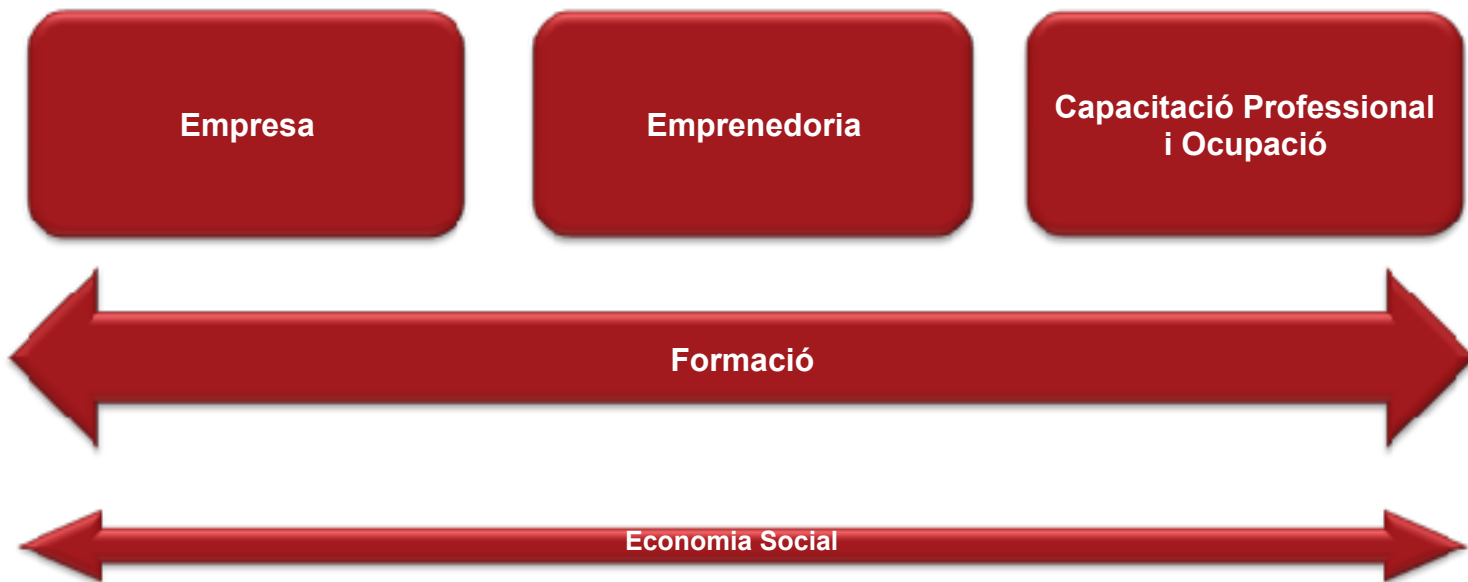 Empresa
Emprenedoria
Capacitació Professional
i Ocupació
Formació
Economia Social